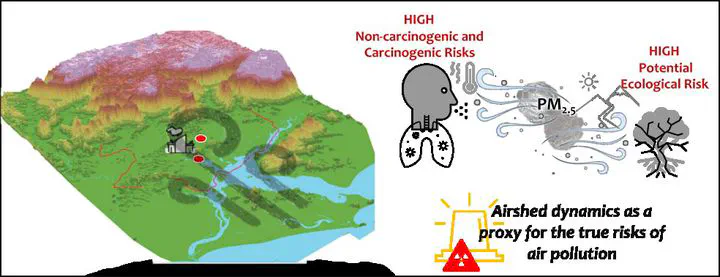 HIGH
Non-carcinogenic and
Carcinogenic Risks
HIGH
Potential
Ecological Risk
PM2.5
Airshed dynamics as a
proxy for the true risks of
air pollution